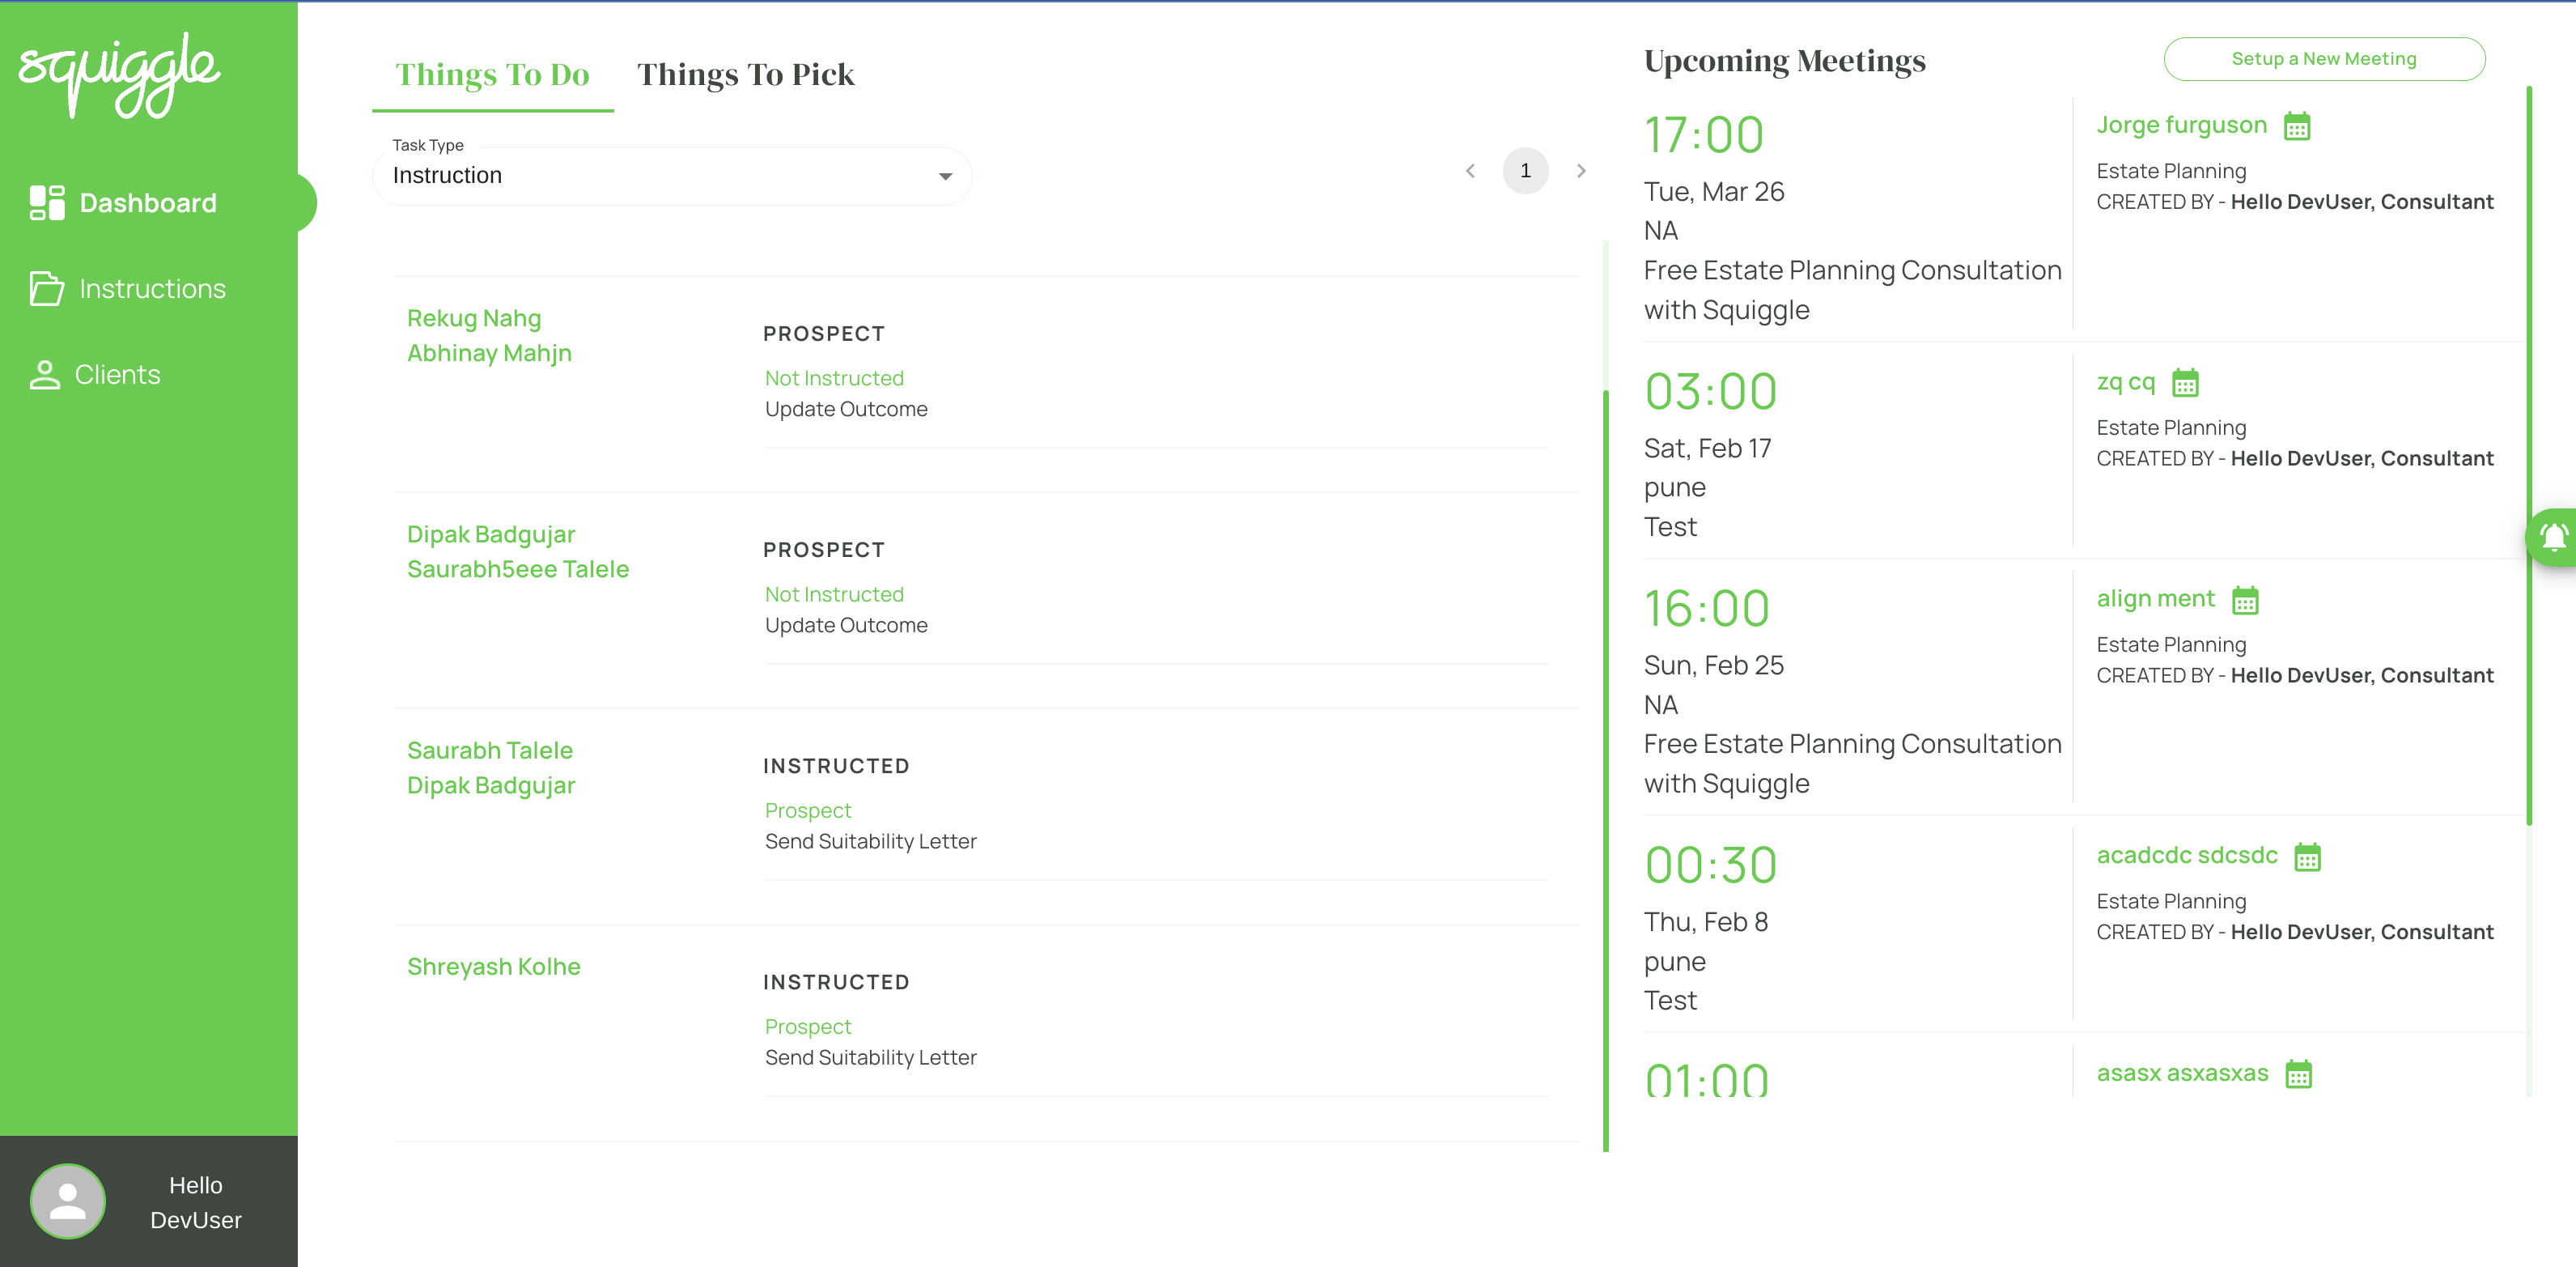 squiggle
Dashboard
Instructions
Clients
Hello
DevUser
Things To Do
Things To Pick
Task Type
Instruction
1
Rekug Nahg
Abhinay Mahjn
PROSPECT
Not Instructed
Update Outcome
Dipak Badgujar
Saurabh5eee Talele
PROSPECT
Not Instructed
Update Outcome
Saurabh Talele
Dipak Badgujar
INSTRUCTED
Prospect
Send Suitability Letter
Shreyash Kolhe
INSTRUCTED
Prospect
Send Suitability Letter
Upcoming Meetings
Setup a New Meeting
17:00
Tue, Mar 26
NA
Free Estate Planning Consultation
with Squiggle
Jorge furguson
Estate Planning
CREATED BY - Hello DevUser, Consultant
03:00
Sat, Feb 17
pune
Test
zq cq
Estate Planning
CREATED BY - Hello DevUser, Consultant
16:00
Sun, Feb 25
NA
Free Estate Planning Consultation
with Squiggle
align ment
Estate Planning
CREATED BY - Hello DevUser, Consultant
00:30
Thu, Feb 8
pune
Test
acadcdc sdcsdc
Estate Planning
CREATED BY - Hello DevUser, Consultant
01:00
asasx asxasxas